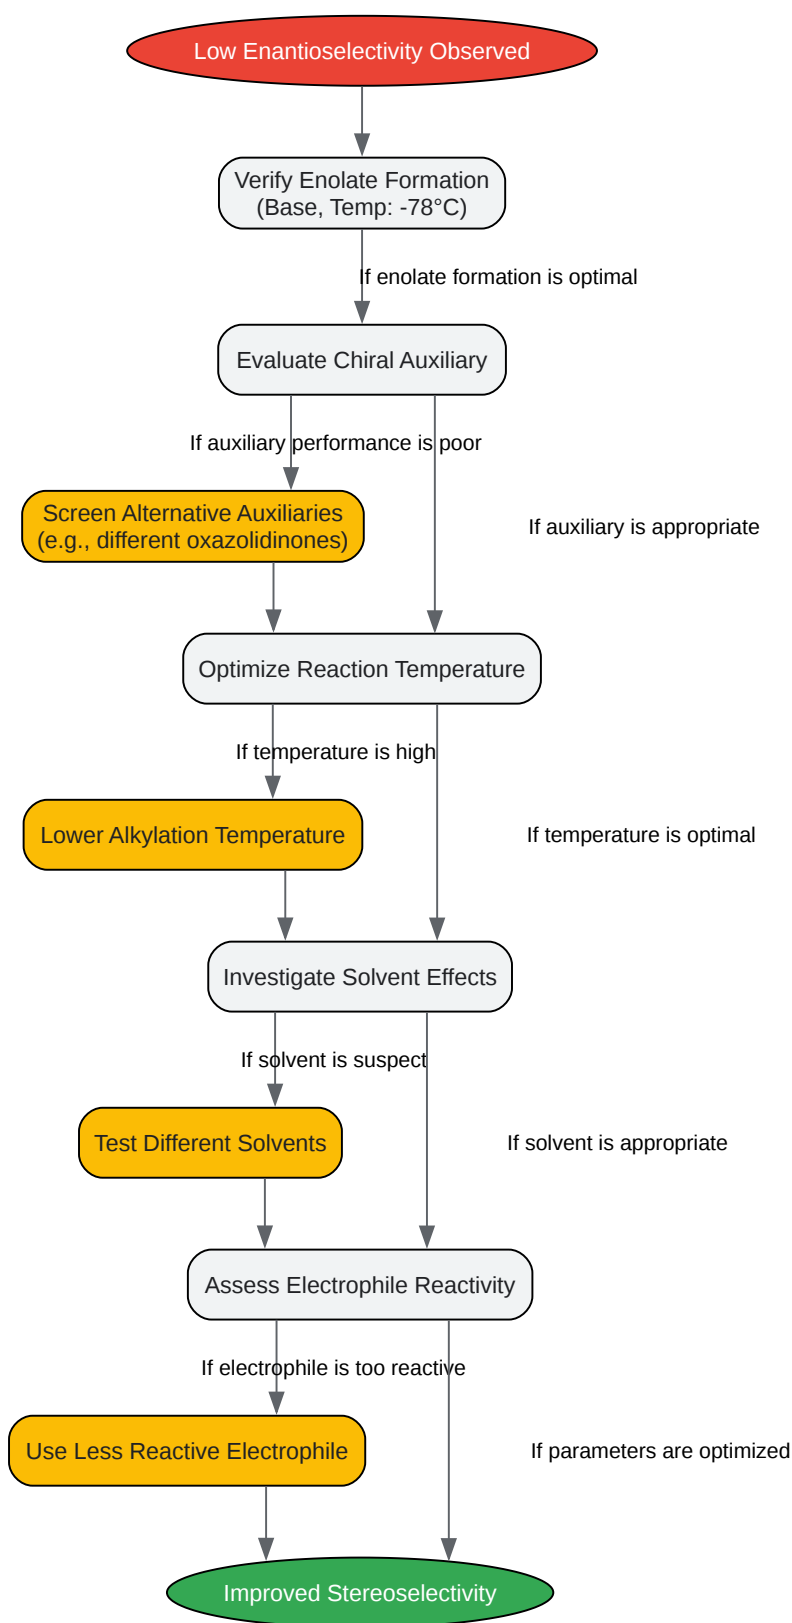 Low Enantioselectivity Observed
Verify Enolate Formation
(Base, Temp: -78°C)
If enolate formation is optimal
Evaluate Chiral Auxiliary
If auxiliary performance is poor
Screen Alternative Auxiliaries
(e.g., different oxazolidinones)
If auxiliary is appropriate
Optimize Reaction Temperature
If temperature is high
Lower Alkylation Temperature
If temperature is optimal
Investigate Solvent Effects
If solvent is suspect
Test Different Solvents
If solvent is appropriate
Assess Electrophile Reactivity
If electrophile is too reactive
Use Less Reactive Electrophile
If parameters are optimized
Improved Stereoselectivity